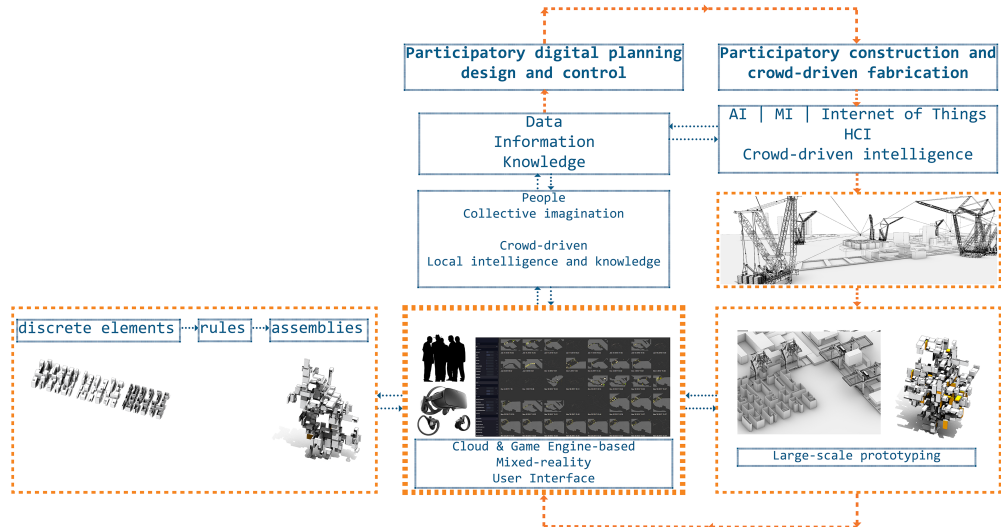 Participatory digital planning
design and control
Participatory construction and
crowd-driven fabrication
Data
Information
Knowledge
AI | MI | Internet of Things
HCI
Crowd-driven intelligence
People
Collective imagination
Crowd-driven
Local intelligence and knowledge
discrete elements
rules
assemblies
Cloud & Game Engine-based
Mixed-reality
User Interface
Large-scale prototyping